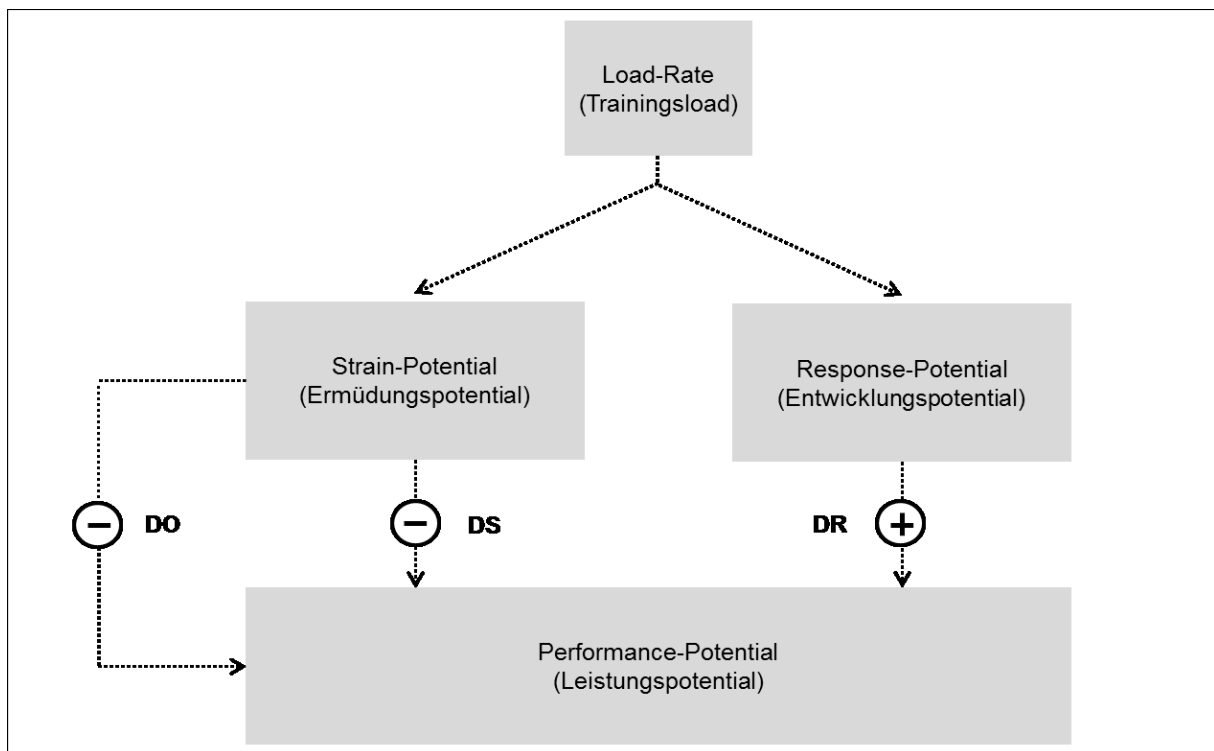 Load-Rate
(Trainingsload)
Strain-Potential
(Ermüdungspotential)
Response-Potential
(Entwicklungspotential)
DO
DS
DR
Performance-Potential
(Leistungspotential)